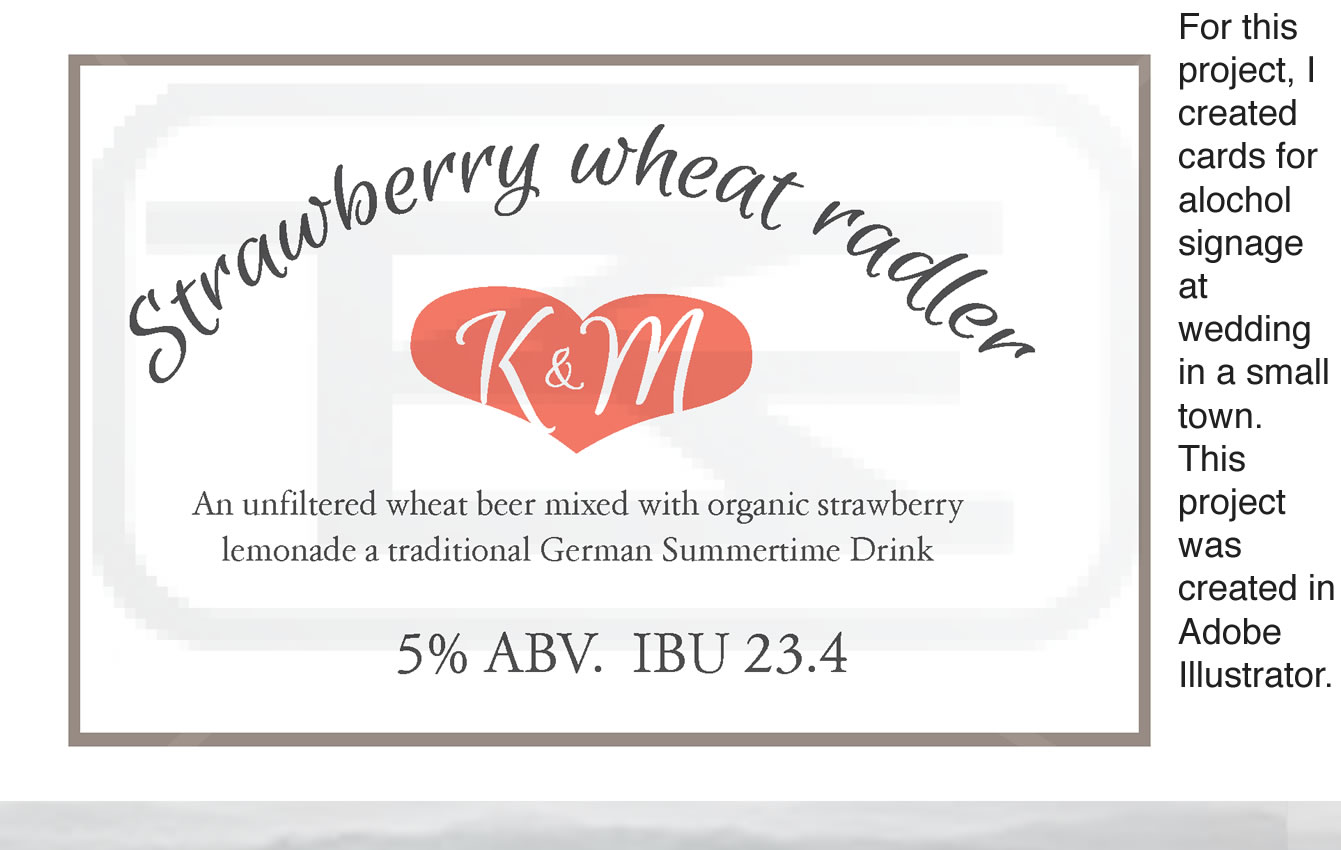 Strawberry wheat radler
K & M
An unfiltered wheat beer mixed with organic strawberry
lemonade a traditional German Summertime Drink
5% ABV. IBU 23.4
For this
project, I
created
cards for
alochol
signage
at
wedding
in a small
town.
This
project
was
created in
Adobe
Illustrator.